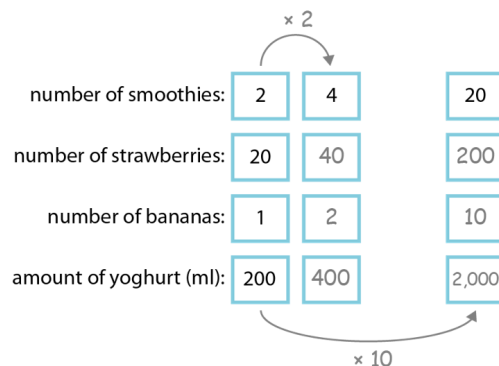 × 2
number of smoothies: 2 4 20
number of strawberries: 20 40 200
number of bananas: 1 2 10
amount of yoghurt (ml): 200 400 2,000
× 10